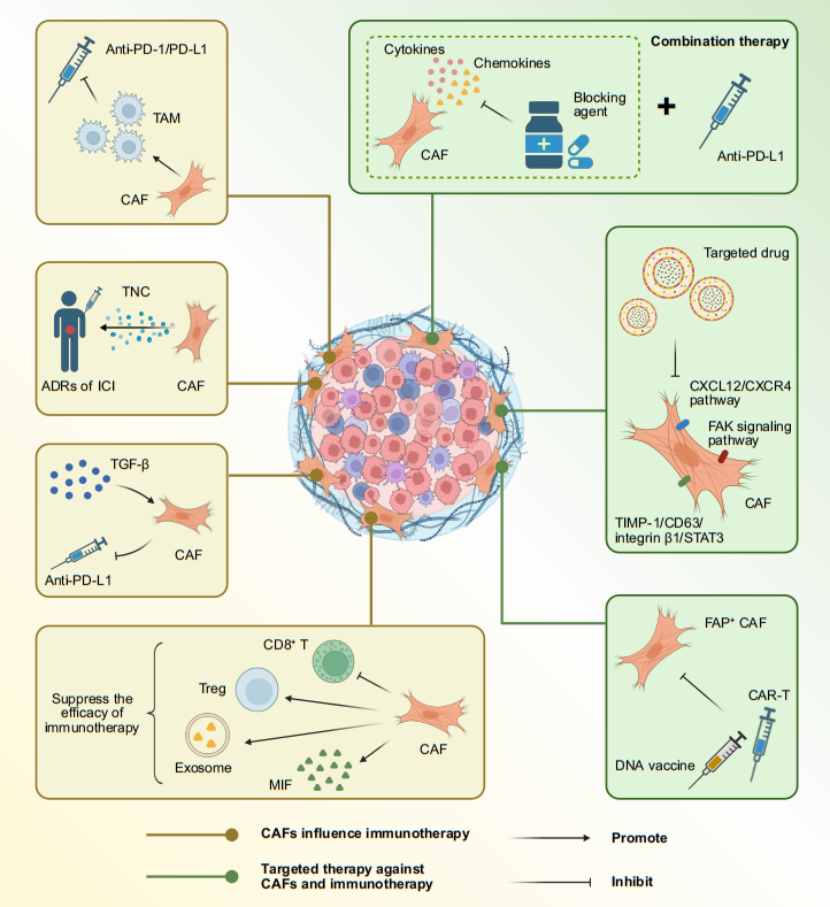 Anti-PD-1/PD-L1
TAM
CAF
Cytokines
Chemokines
CAF
Blocking
agent
Combination therapy
+
Anti-PD-L1
TNC
ADRs of ICI
CAF
Targeted drug
CXCL12/CXCR4
pathway
FAK signaling
pathway
CAF
TIMP-1/CD63/
integrin β1/STAT3
TGF-β
CAF
Anti-PD-L1
Suppress the
efficacy of
immunotherapy
CD8⁺ T
Treg
Exosome
MIF
CAF
FAP⁺ CAF
CAR-T
DNA vaccine
CAFs influence immunotherapy
Promote
Targeted therapy against
CAFs and immunotherapy
Inhibit